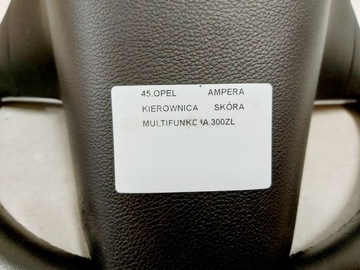 45.OPEL AMPERA
KIEROWNICA SKÓRA
MULTIFUNKCJA 300ZL